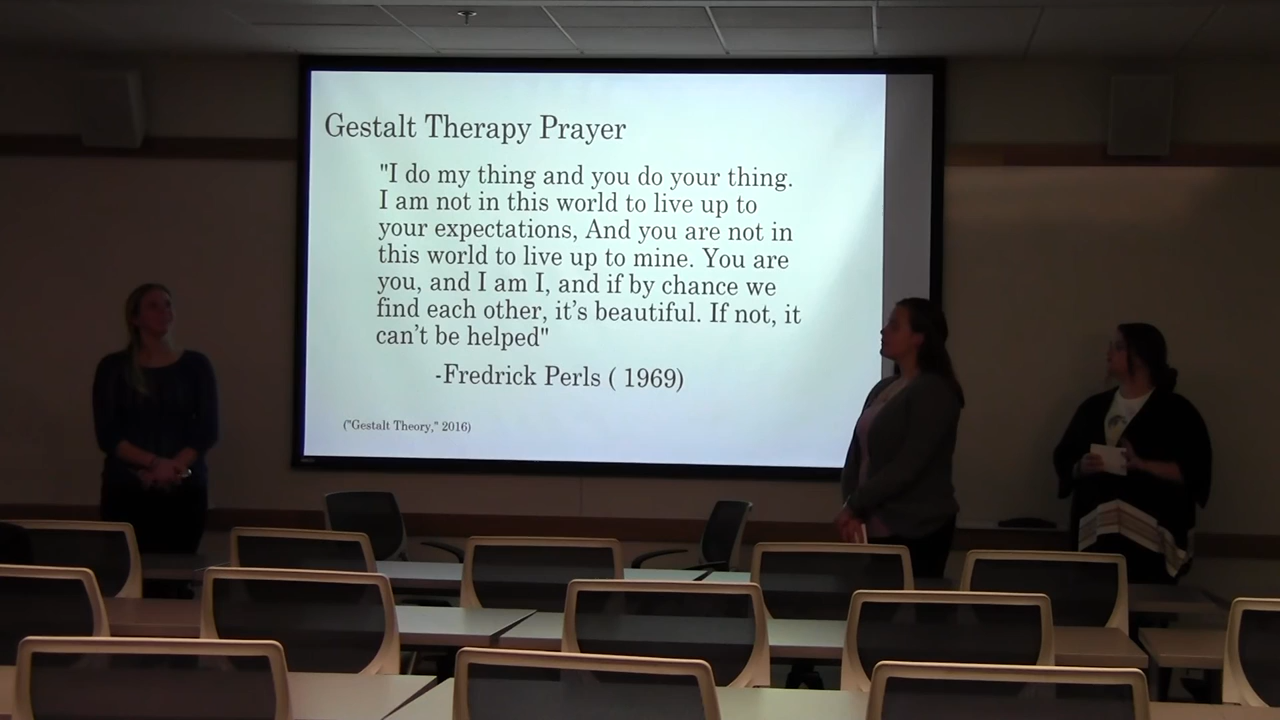 Gestalt Therapy Prayer
"I do my thing and you do your thing.
I am not in this world to live up to
your expectations, And you are not in
this world to live up to mine. You are
you, and I am I, and if by chance we
find each other, it's beautiful. If not, it
can't be helped"
-Fredrick Perls ( 1969)
("Gestalt Theory," 2016)